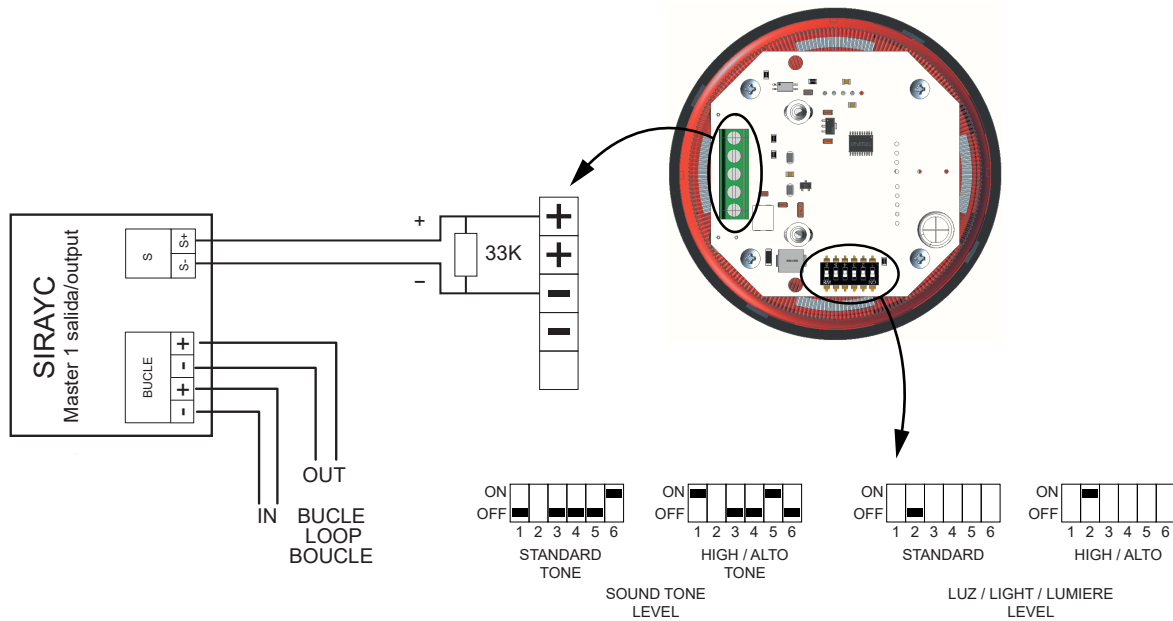 SIRAYC
Master 1 salida/output
S
S+
S-
BUCLE
+
-
+
-
+
−
33K
+
+
-
-
OUT
IN
BUCLE
LOOP
BOUCLE
ON
OFF
1 2 3 4 5 6
STANDARD
TONE
ON
OFF
1 2 3 4 5 6
HIGH / ALTO
TONE
SOUND TONE
LEVEL
ON
OFF
1 2 3 4 5 6
STANDARD
ON
OFF
1 2 3 4 5 6
HIGH / ALTO
LUZ / LIGHT / LUMIERE
LEVEL